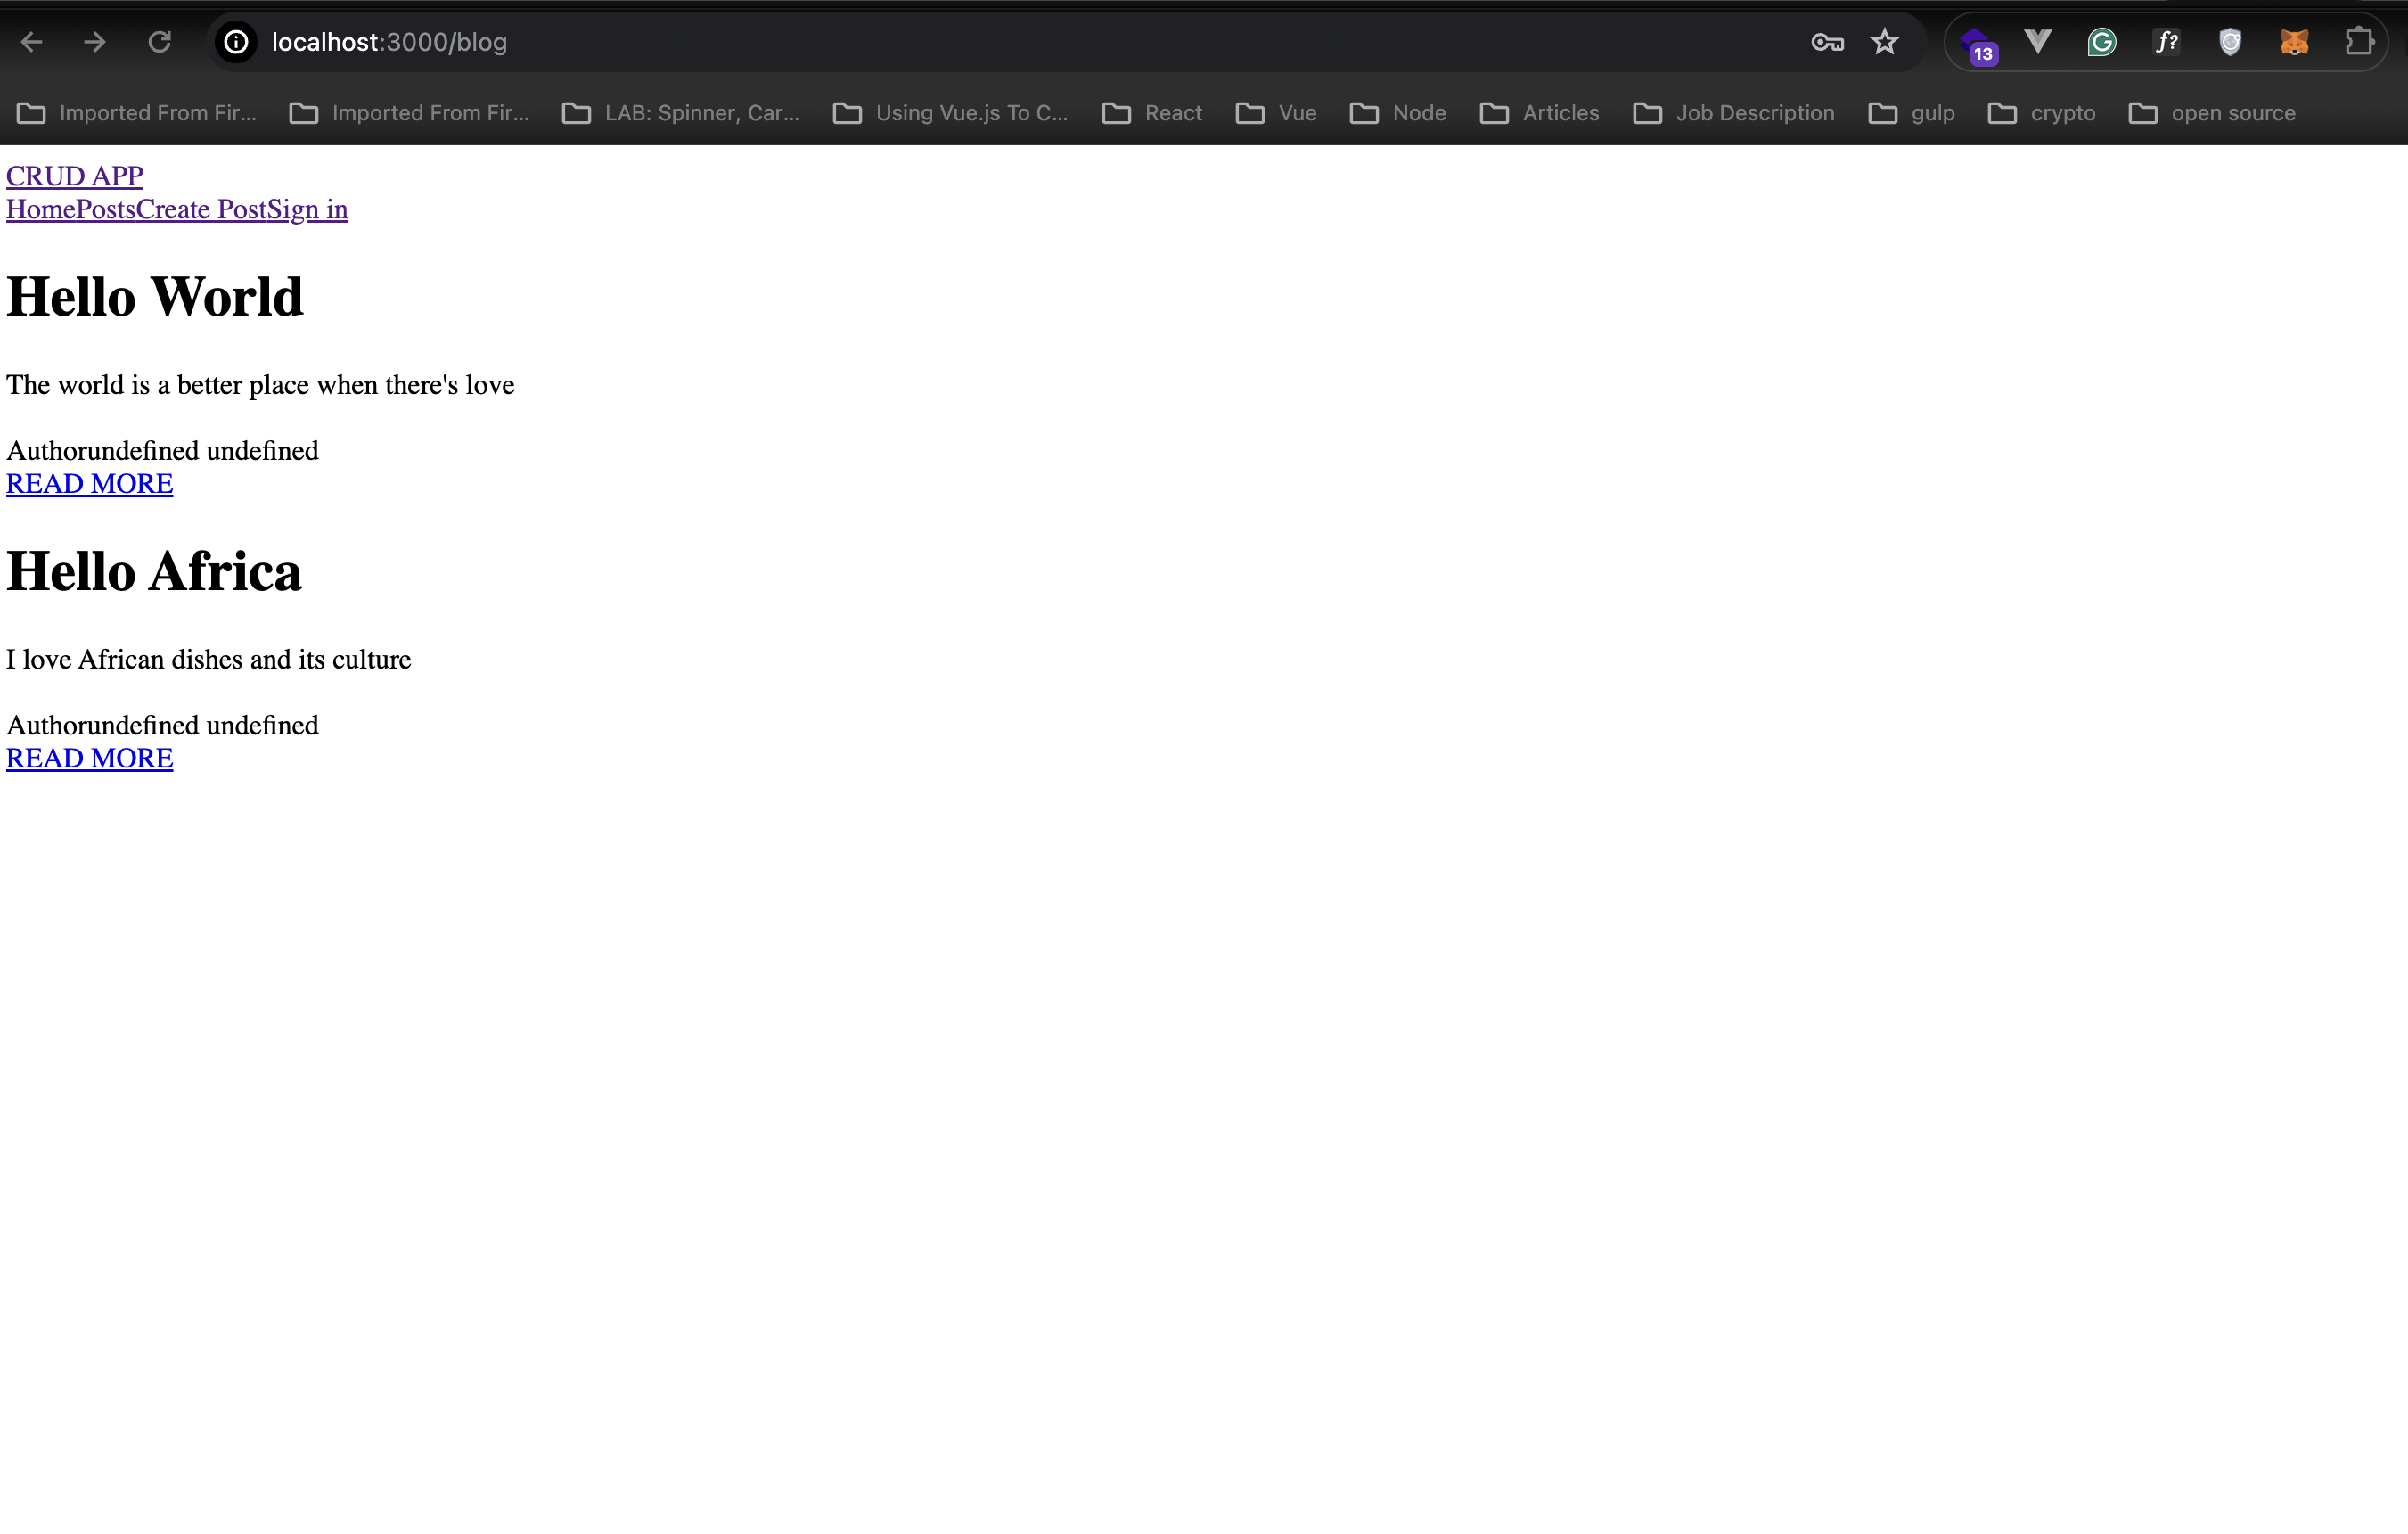 localhost:3000/blog
13
G
f?
Imported From Fir... Imported From Fir... LAB: Spinner, Car... Using Vue.js To C... React Vue Node Articles Job Description gulp crypto open source
CRUD APP
HomePostsCreate PostSign in
Hello World
The world is a better place when there's love
Authorundefined undefined
READ MORE
Hello Africa
I love African dishes and its culture
Authorundefined undefined
READ MORE